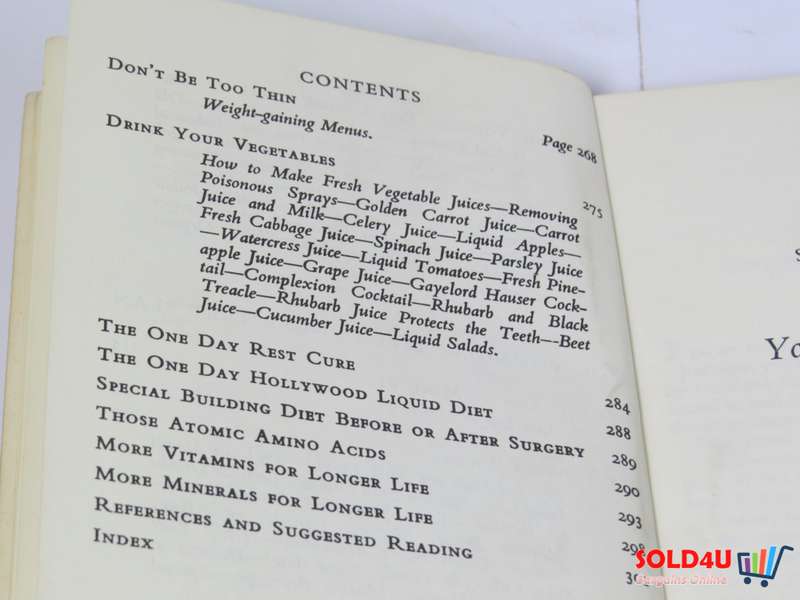 CONTENTS
DON'T BE TOO THIN Page 268
Weight-gaining Menus.
DRINK YOUR VEGETABLES 275
How to Make Fresh Vegetable Juices—Removing
Poisonous Sprays—Golden Carrot Juice—Carrot
Juice and Milk—Celery Juice—Liquid Apples—
Fresh Cabbage Juice—Spinach Juice—Parsley Juice
—Watercress Juice—Liquid Tomatoes—Fresh Pine-
apple Juice—Grape Juice—Gayelord Hauser Cock-
tail—Complexion Cocktail—Rhubarb and Black
Treacle—Rhubarb Juice Protects the Teeth—Beet
Juice—Cucumber Juice—Liquid Salads.
THE ONE DAY REST CURE 284
THE ONE DAY HOLLYWOOD LIQUID DIET 288
SPECIAL BUILDING DIET BEFORE OR AFTER SURGERY 289
THOSE ATOMIC AMINO ACIDS 290
MORE VITAMINS FOR LONGER LIFE 293
MORE MINERALS FOR LONGER LIFE 298
REFERENCES AND SUGGESTED READING
INDEX
Yo
SOLD4U
Bargains Online